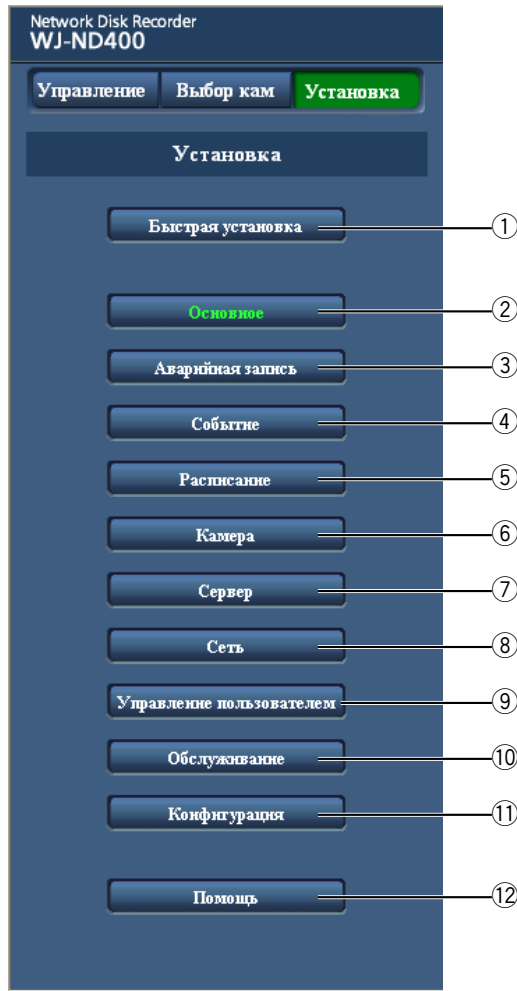 Network Disk Recorder
WJ-ND400
Управление Выбор кам Установка
Установка
Быстрая установка ①
Основное ②
Аварийная запись ③
Событие ④
Расписание ⑤
Камера ⑥
Сервер ⑦
Сеть ⑧
Управление пользователем ⑨
Обслуживание ⑩
Конфигурация ⑪
Помощь ⑫